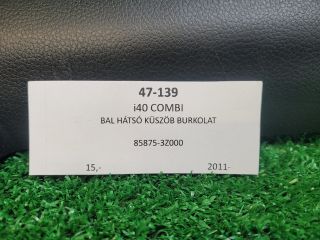 47-139
i40 COMBI
BAL HÁTSÓ KÜSZÖB BURKOLAT
85875-3Z000
15,- 2011-